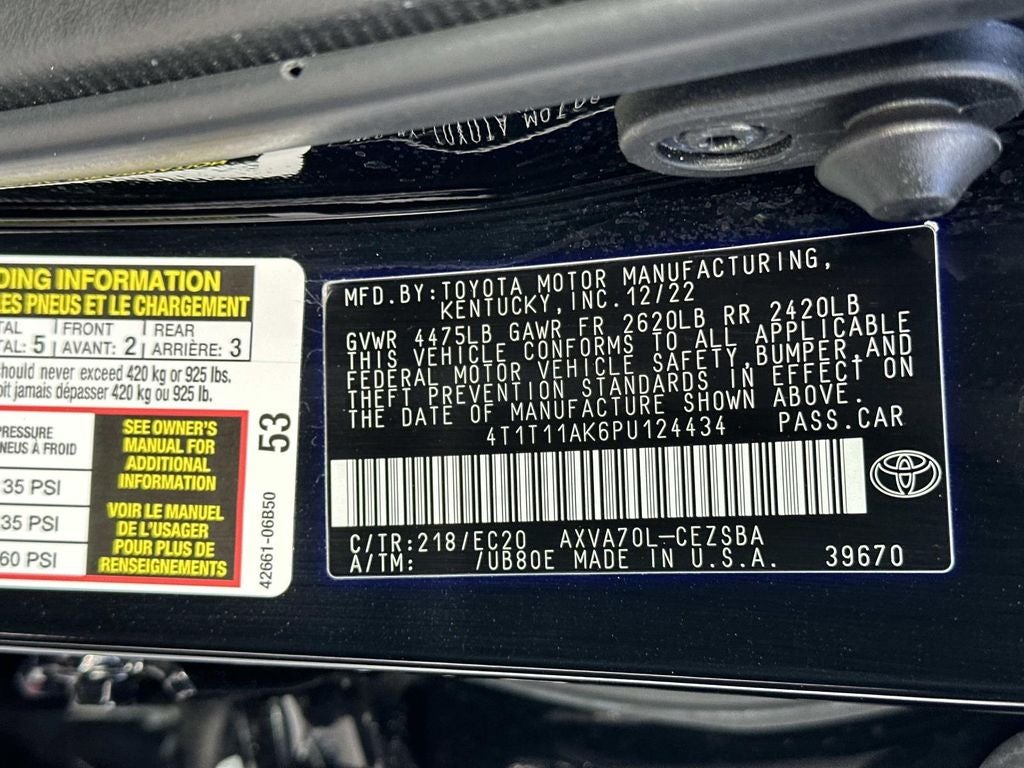 DING INFORMATION
ES PNEUS ET LE CHARGEMENT
TAL FRONT REAR
TAL: 5 AVANT: 2 ARRIÈRE: 3
hould never exceed 420 kg or 925 lbs.
oit jamais dépasser 420 kg ou 925 lb.
PRESSURE
NEUS À FROID
35 PSI
35 PSI
60 PSI
SEE OWNER'S
MANUAL FOR
ADDITIONAL
INFORMATION
VOIR LE MANUEL
DE L'USAGER
POUR PLUS DE
RENSEIGNEMENTS
53
42661-06B50
MFD. BY: TOYOTA MOTOR MANUFACTURING,
KENTUCKY, INC. 12/22
GVWR 4475LB GAWR FR 2620LB RR 2420LB
THIS VEHICLE CONFORMS TO ALL APPLICABLE
FEDERAL MOTOR VEHICLE SAFETY, BUMPER, AND
THEFT PREVENTION STANDARDS IN EFFECT ON
THE DATE OF MANUFACTURE SHOWN ABOVE.
4T1T11AK6PU124434 PASS. CAR
C/TR: 218/EC20 AXVA70L-CEZSBA
A/TM: /UB80E MADE IN U.S.A. 39670